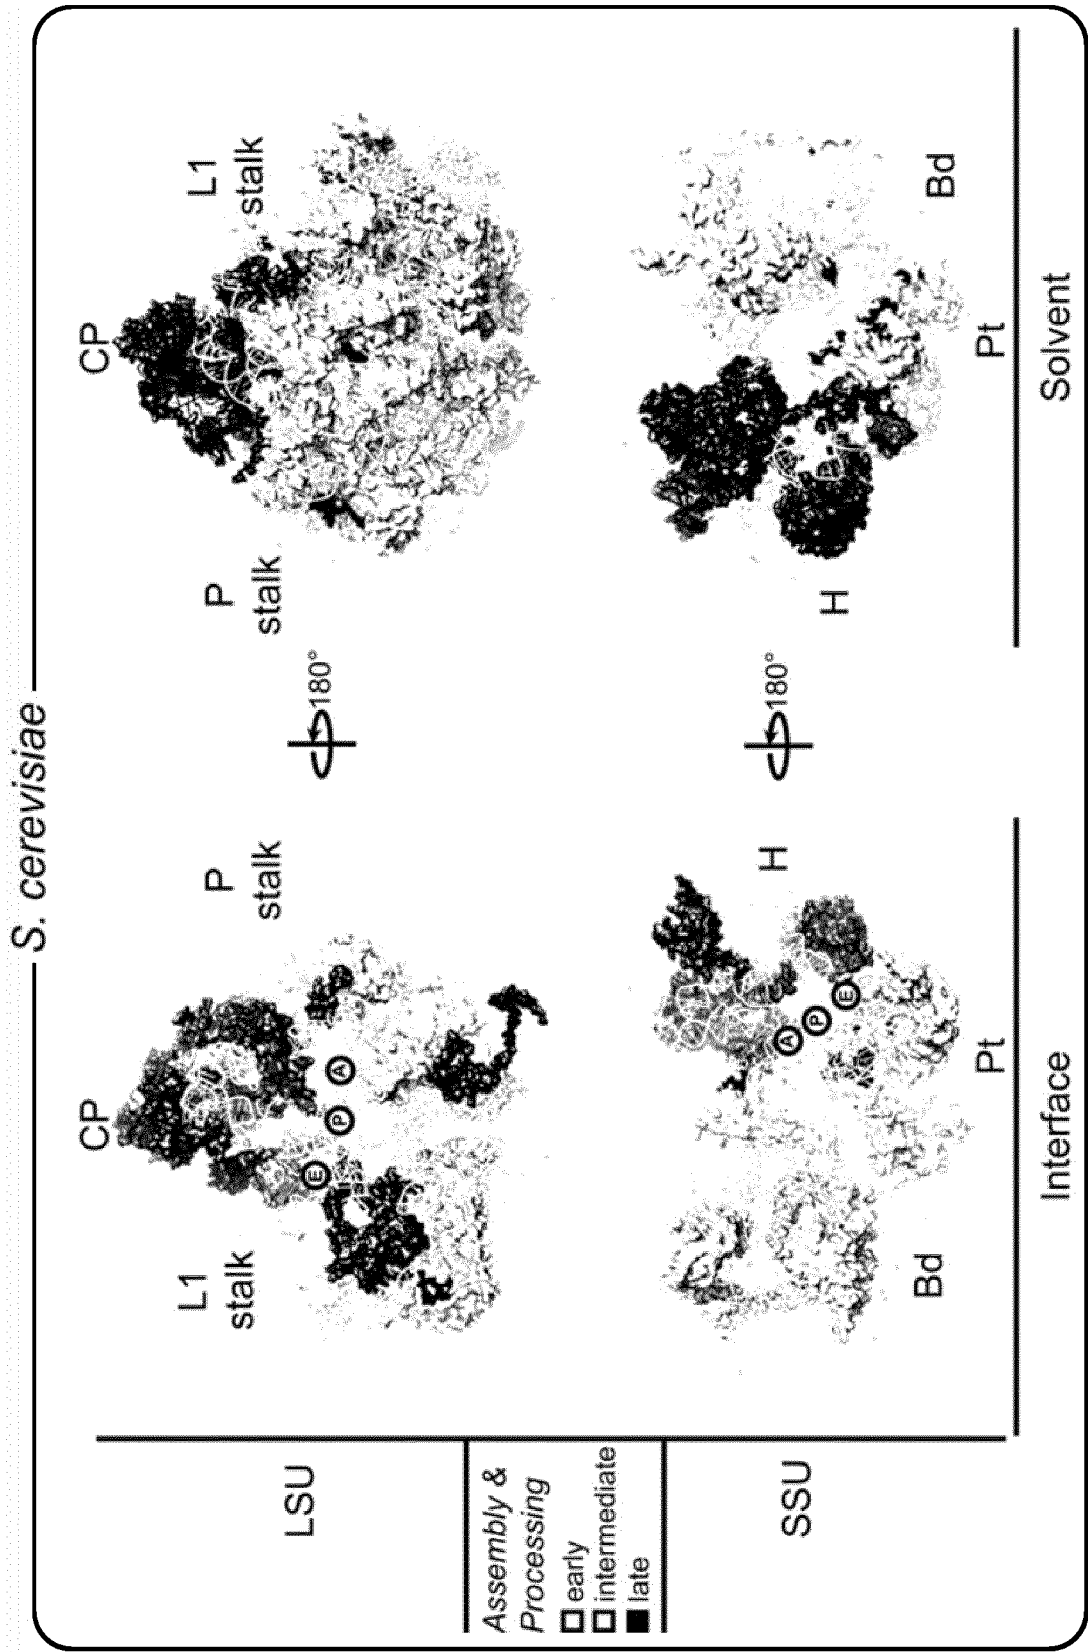 S. cerevisiae
LSU
CP
L1
stalk
P
stalk
E
P
A
180°
CP
P
stalk
L1
stalk
Assembly &
Processing
early
intermediate
late
SSU
Bd
Pt
H
A
P
E
180°
H
Pt
Bd
Interface
Solvent